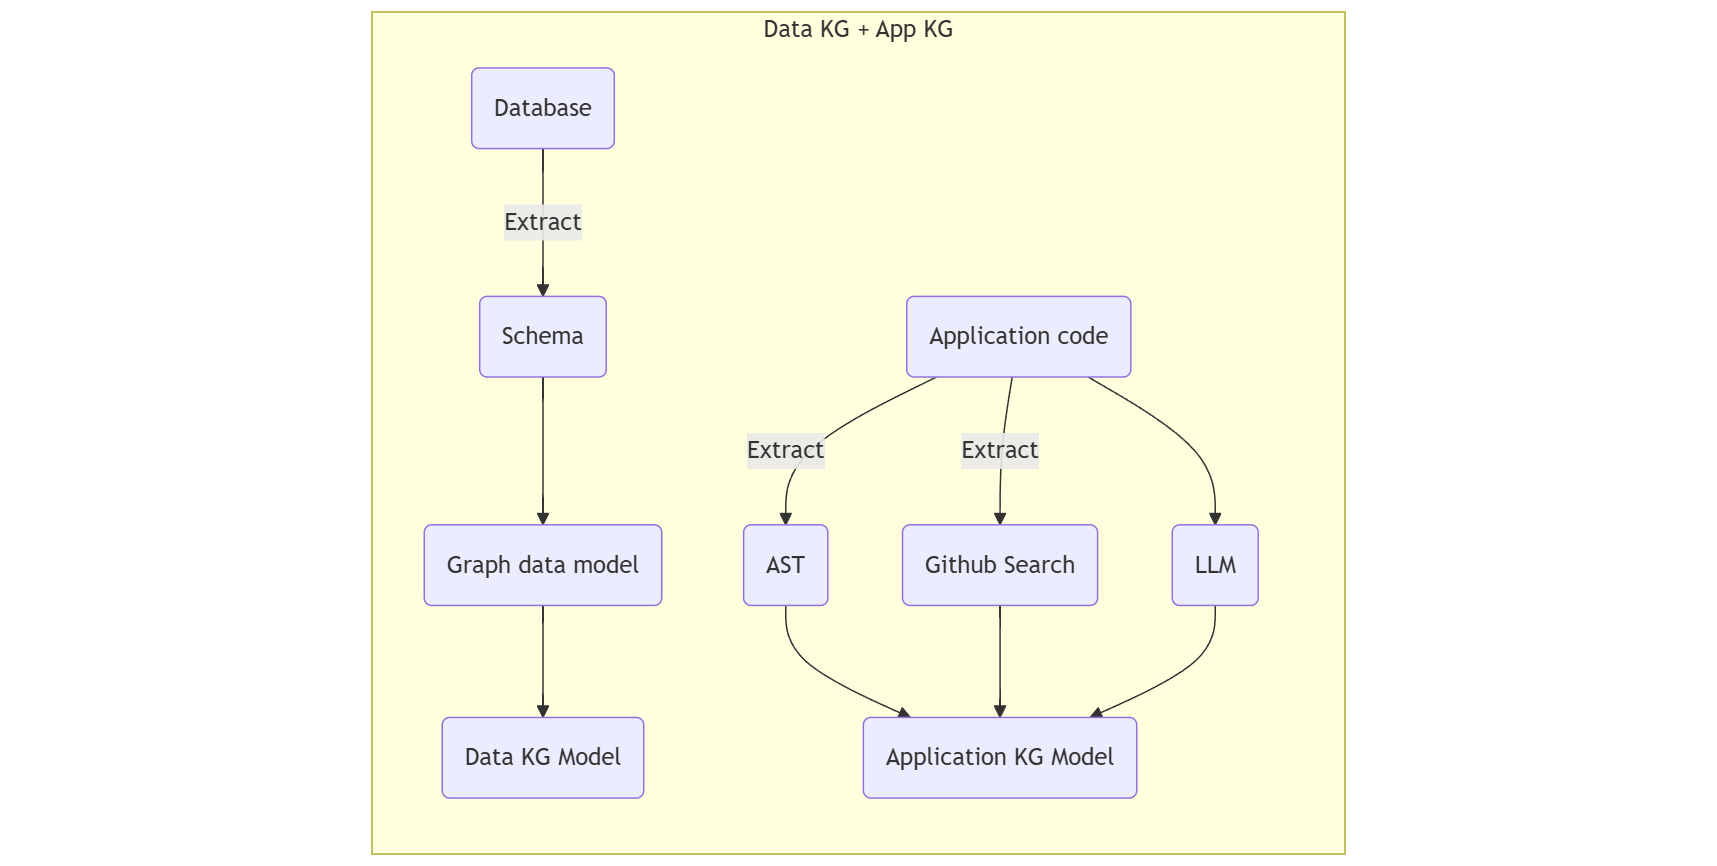 Data KG + App KG
Database
Extract
Schema
Application code
Extract
Extract
Graph data model
AST
Github Search
LLM
Data KG Model
Application KG Model